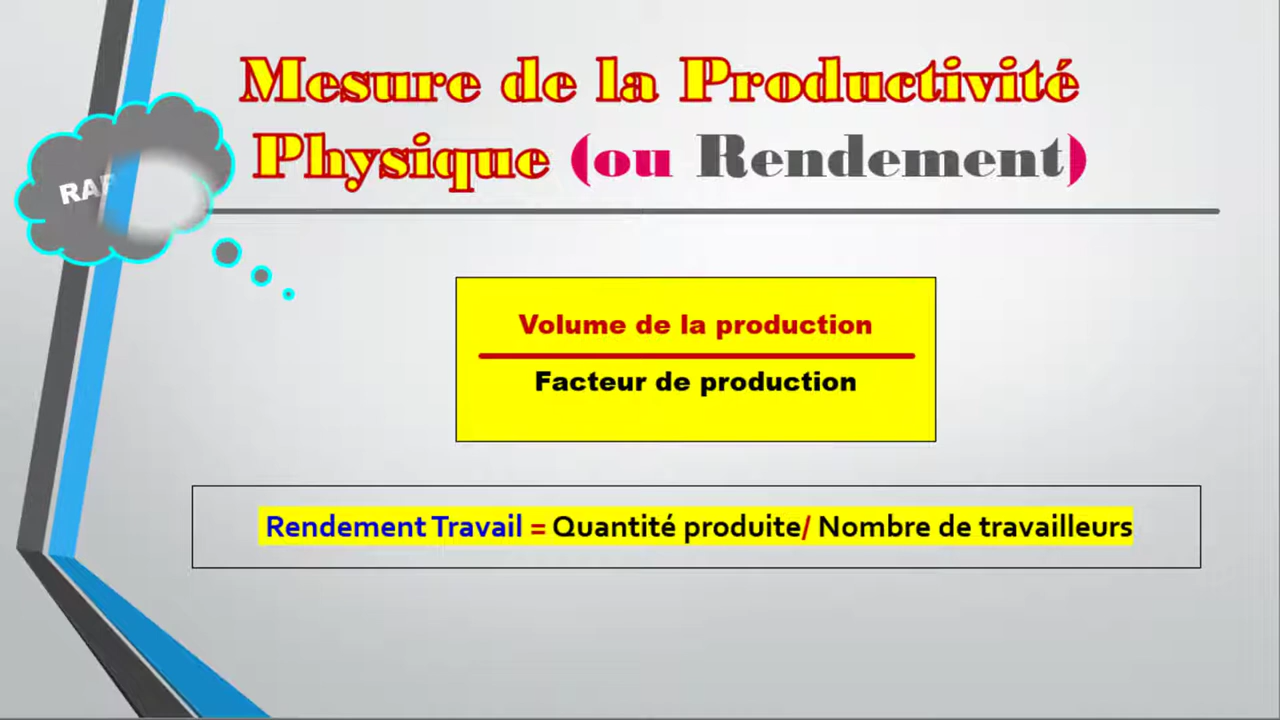 Mesure de la Productivité
Physique (ou Rendement)
Volume de la production
Facteur de production
Rendement Travail = Quantité produite/ Nombre de travailleurs